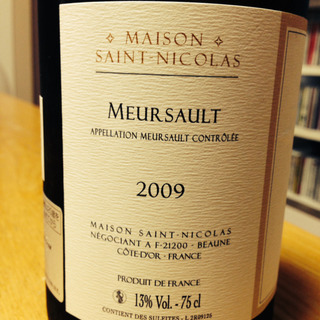 MAISON
SAINT-NICOLAS
MEURSAULT
APPELLATION MEURSAULT CONTRÔLÉE
2009
MAISON SAINT-NICOLAS
NÉGOCIANT A F-21200 - BEAUNE
CÔTE-D'OR - FRANCE
PRODUIT DE FRANCE
13% Vol. - 75 cl
CONTIENT DES SULFITES - L.2R09125